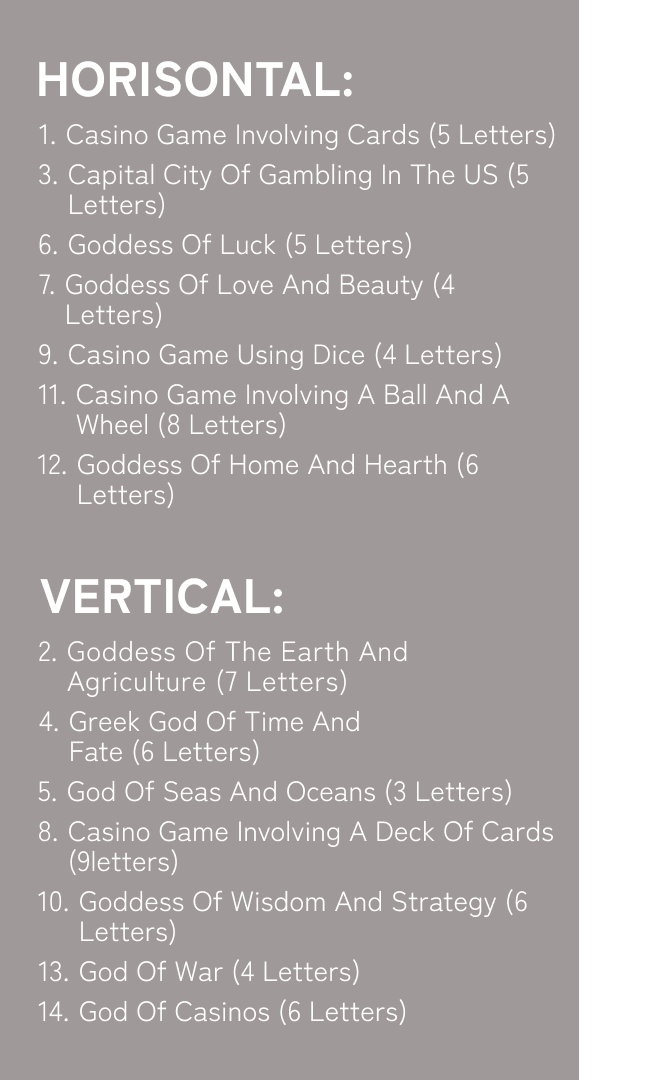 HORISONTAL:
1. Casino Game Involving Cards (5 Letters)
3. Capital City Of Gambling In The US (5
Letters)
6. Goddess Of Luck (5 Letters)
7. Goddess Of Love And Beauty (4
Letters)
9. Casino Game Using Dice (4 Letters)
11. Casino Game Involving A Ball And A
Wheel (8 Letters)
12. Goddess Of Home And Hearth (6
Letters)
VERTICAL:
2. Goddess Of The Earth And
Agriculture (7 Letters)
4. Greek God Of Time And
Fate (6 Letters)
5. God Of Seas And Oceans (3 Letters)
8. Casino Game Involving A Deck Of Cards
(9letters)
10. Goddess Of Wisdom And Strategy (6
Letters)
13. God Of War (4 Letters)
14. God Of Casinos (6 Letters)